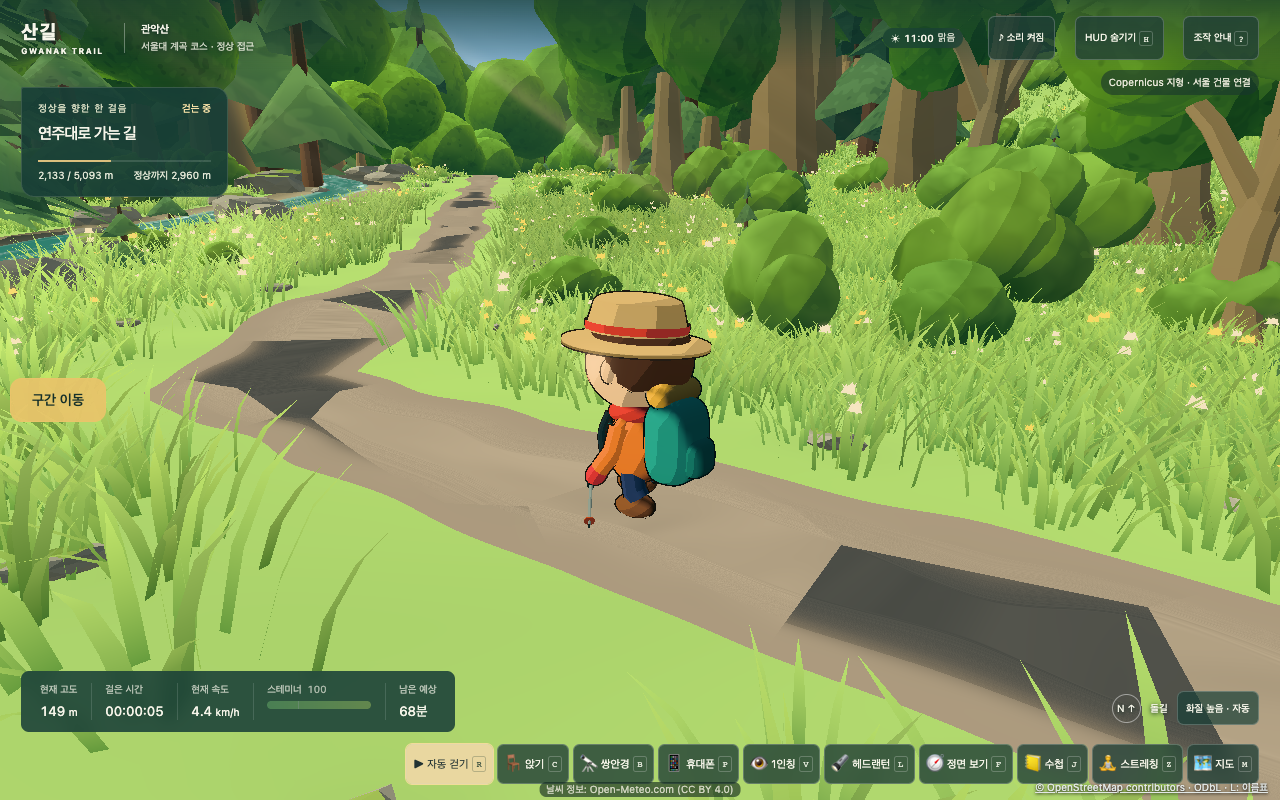 산길
GWANAK TRAIL
관악산
서울대 계곡 코스 · 정상 접근
☀ 11:00 맑음
♪ 소리 켜짐
HUD 숨기기 H
조작 안내 ?
Copernicus 지형 · 서울 건물 연결
정상을 향한 한 걸음
걷는 중
연주대로 가는 길
2,133 / 5,093 m
정상까지 2,960 m
구간 이동
현재 고도
149 m
걸은 시간
00:00:05
현재 속도
4.4 km/h
스테미너 100
남은 예상
68분
N ↑
돌길
화질 높음 · 자동
▶ 자동 걷기 R
앉기 C
쌍안경 B
휴대폰 P
1인칭 V
헤드랜턴 L
정면 보기 F
수첩 J
스트레칭 Z
지도 M
날씨 정보: Open-Meteo.com (CC BY 4.0)
© OpenStreetMap contributors · ODbL · L: 이름표